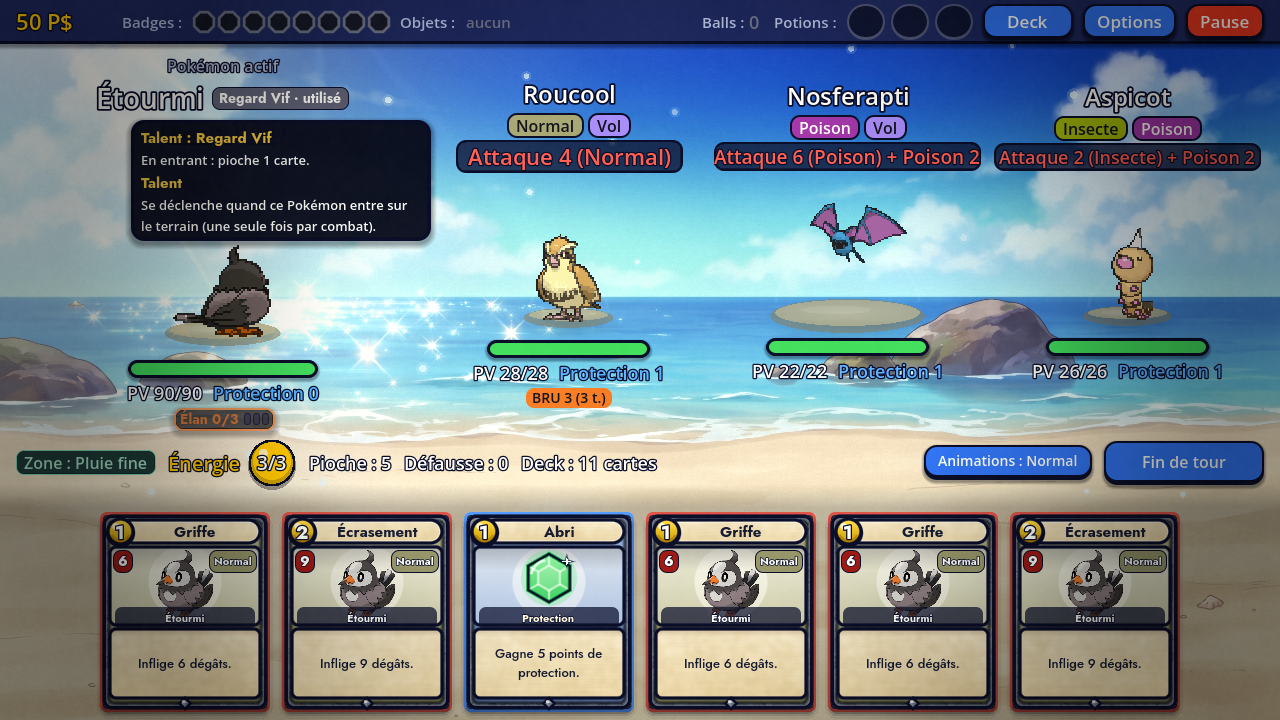 50 P$
Badges :
Objets : aucun
Balls : 0
Potions :
Deck
Options
Pause
Pokémon actif
Étourmi
Regard Vif · utilisé
Talent : Regard Vif
En entrant : pioche 1 carte.
Talent
Se déclenche quand ce Pokémon entre sur
le terrain (une seule fois par combat).
PV 90/90 Protection 0
Élan 0/3
Roucool
Normal Vol
Attaque 4 (Normal)
PV 28/28 Protection 1
BRU 3 (3 t.)
Nosferapti
Poison Vol
Attaque 6 (Poison) + Poison 2
PV 22/22 Protection 1
Aspicot
Insecte Poison
Attaque 2 (Insecte) + Poison 2
PV 26/26 Protection 1
Zone : Pluie fine
Énergie 3/3
Pioche : 5 Défausse : 0 Deck : 11 cartes
Animations : Normal
Fin de tour
1 Griffe
6 Normal
Étourmi
Inflige 6 dégâts.
2 Écrasement
9 Normal
Étourmi
Inflige 9 dégâts.
1 Abri
Protection
Gagne 5 points de
protection.
1 Griffe
6 Normal
Étourmi
Inflige 6 dégâts.
1 Griffe
6 Normal
Étourmi
Inflige 6 dégâts.
2 Écrasement
9 Normal
Étourmi
Inflige 9 dégâts.